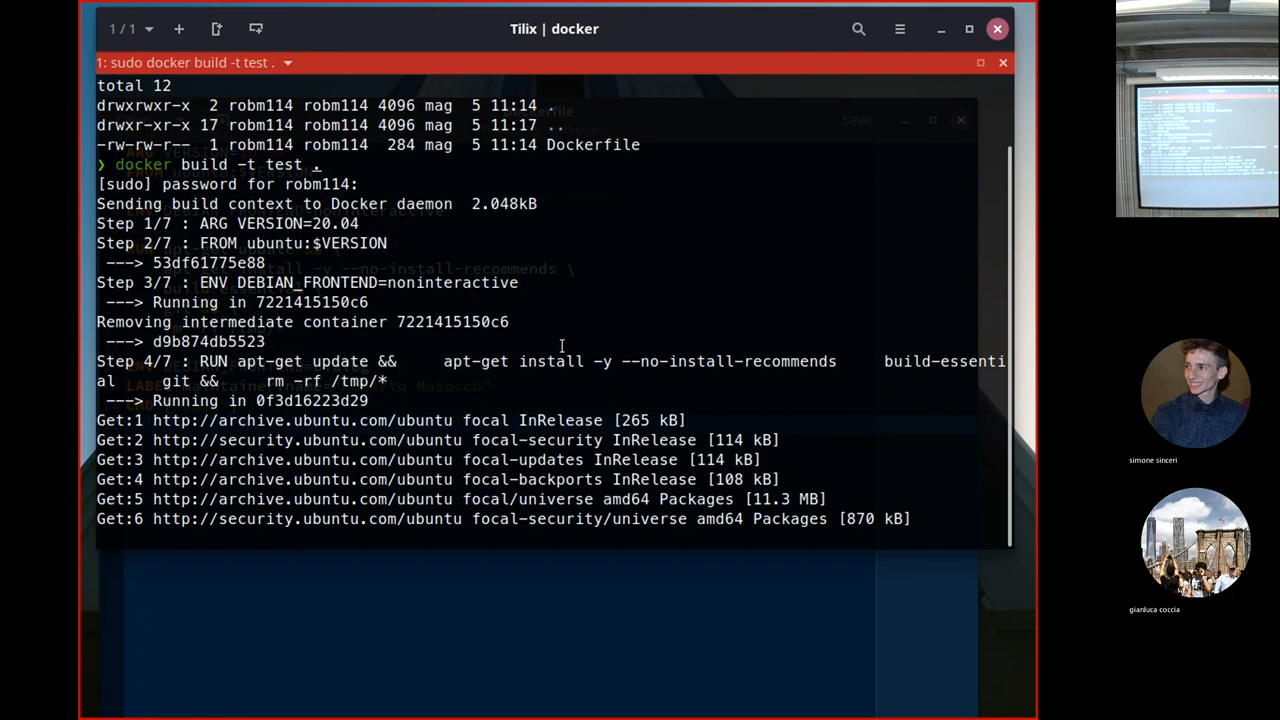 1 / 1
Tilix | docker
1: sudo docker build -t test .
total 12
drwxrwxr-x  2 robm114 robm114 4096 mag  5 11:14 .
drwxr-xr-x 17 robm114 robm114 4096 mag  5 11:17 ..
-rw-rw-r--  1 robm114 robm114  284 mag  5 11:14 Dockerfile
❯ docker build -t test .
[sudo] password for robm114:
Sending build context to Docker daemon  2.048kB
Step 1/7 : ARG VERSION=20.04
Step 2/7 : FROM ubuntu:$VERSION
 ---> 53df61775e88
Step 3/7 : ENV DEBIAN_FRONTEND=noninteractive
 ---> Running in 7221415150c6
Removing intermediate container 7221415150c6
 ---> d9b874db5523
Step 4/7 : RUN apt-get update &&     apt-get install -y --no-install-recommends     build-essenti
al     git &&     rm -rf /tmp/*
 ---> Running in 0f3d16223d29
Get:1 http://archive.ubuntu.com/ubuntu focal InRelease [265 kB]
Get:2 http://security.ubuntu.com/ubuntu focal-security InRelease [114 kB]
Get:3 http://archive.ubuntu.com/ubuntu focal-updates InRelease [114 kB]
Get:4 http://archive.ubuntu.com/ubuntu focal-backports InRelease [108 kB]
Get:5 http://archive.ubuntu.com/ubuntu focal/universe amd64 Packages [11.3 MB]
Get:6 http://security.ubuntu.com/ubuntu focal-security/universe amd64 Packages [870 kB]
simone sinceri
gianluca coccia